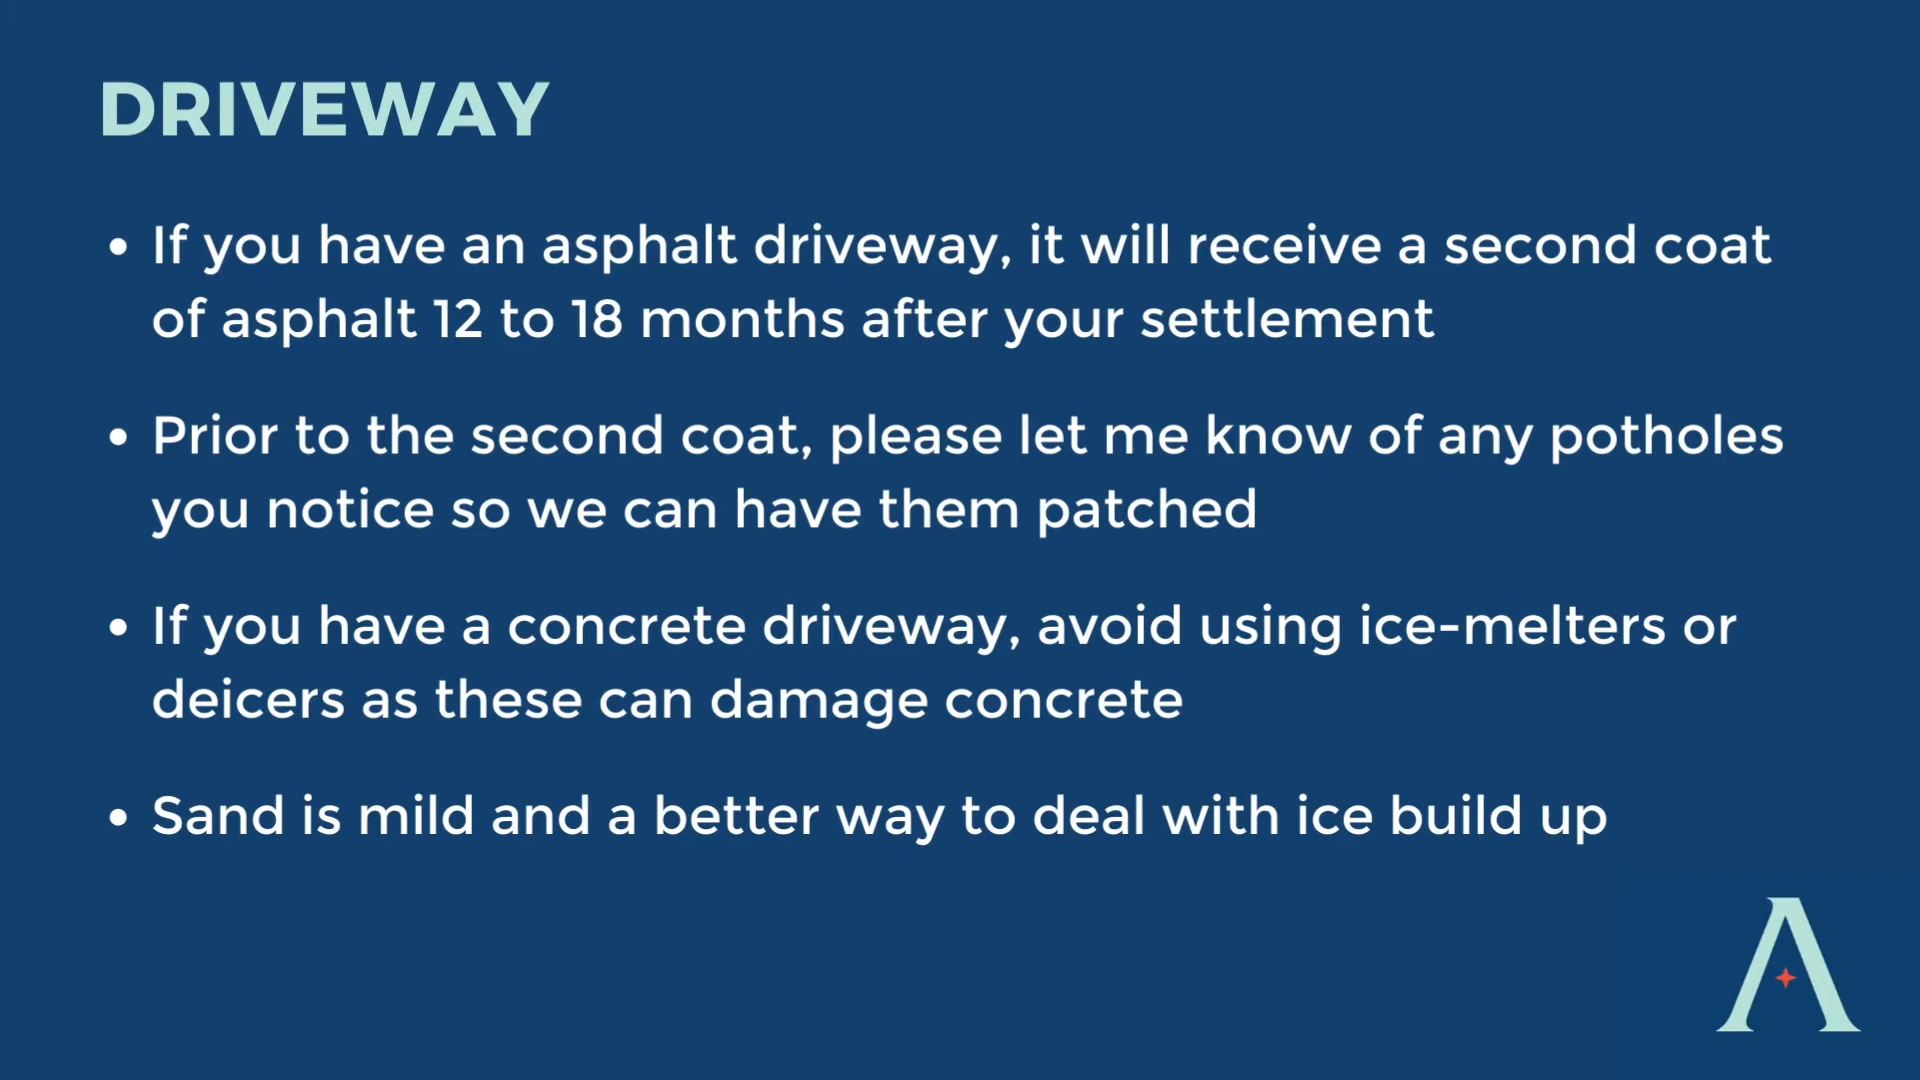 DRIVEWAY
• If you have an asphalt driveway, it will receive a second coat
of asphalt 12 to 18 months after your settlement
• Prior to the second coat, please let me know of any potholes
you notice so we can have them patched
• If you have a concrete driveway, avoid using ice-melters or
deicers as these can damage concrete
• Sand is mild and a better way to deal with ice build up